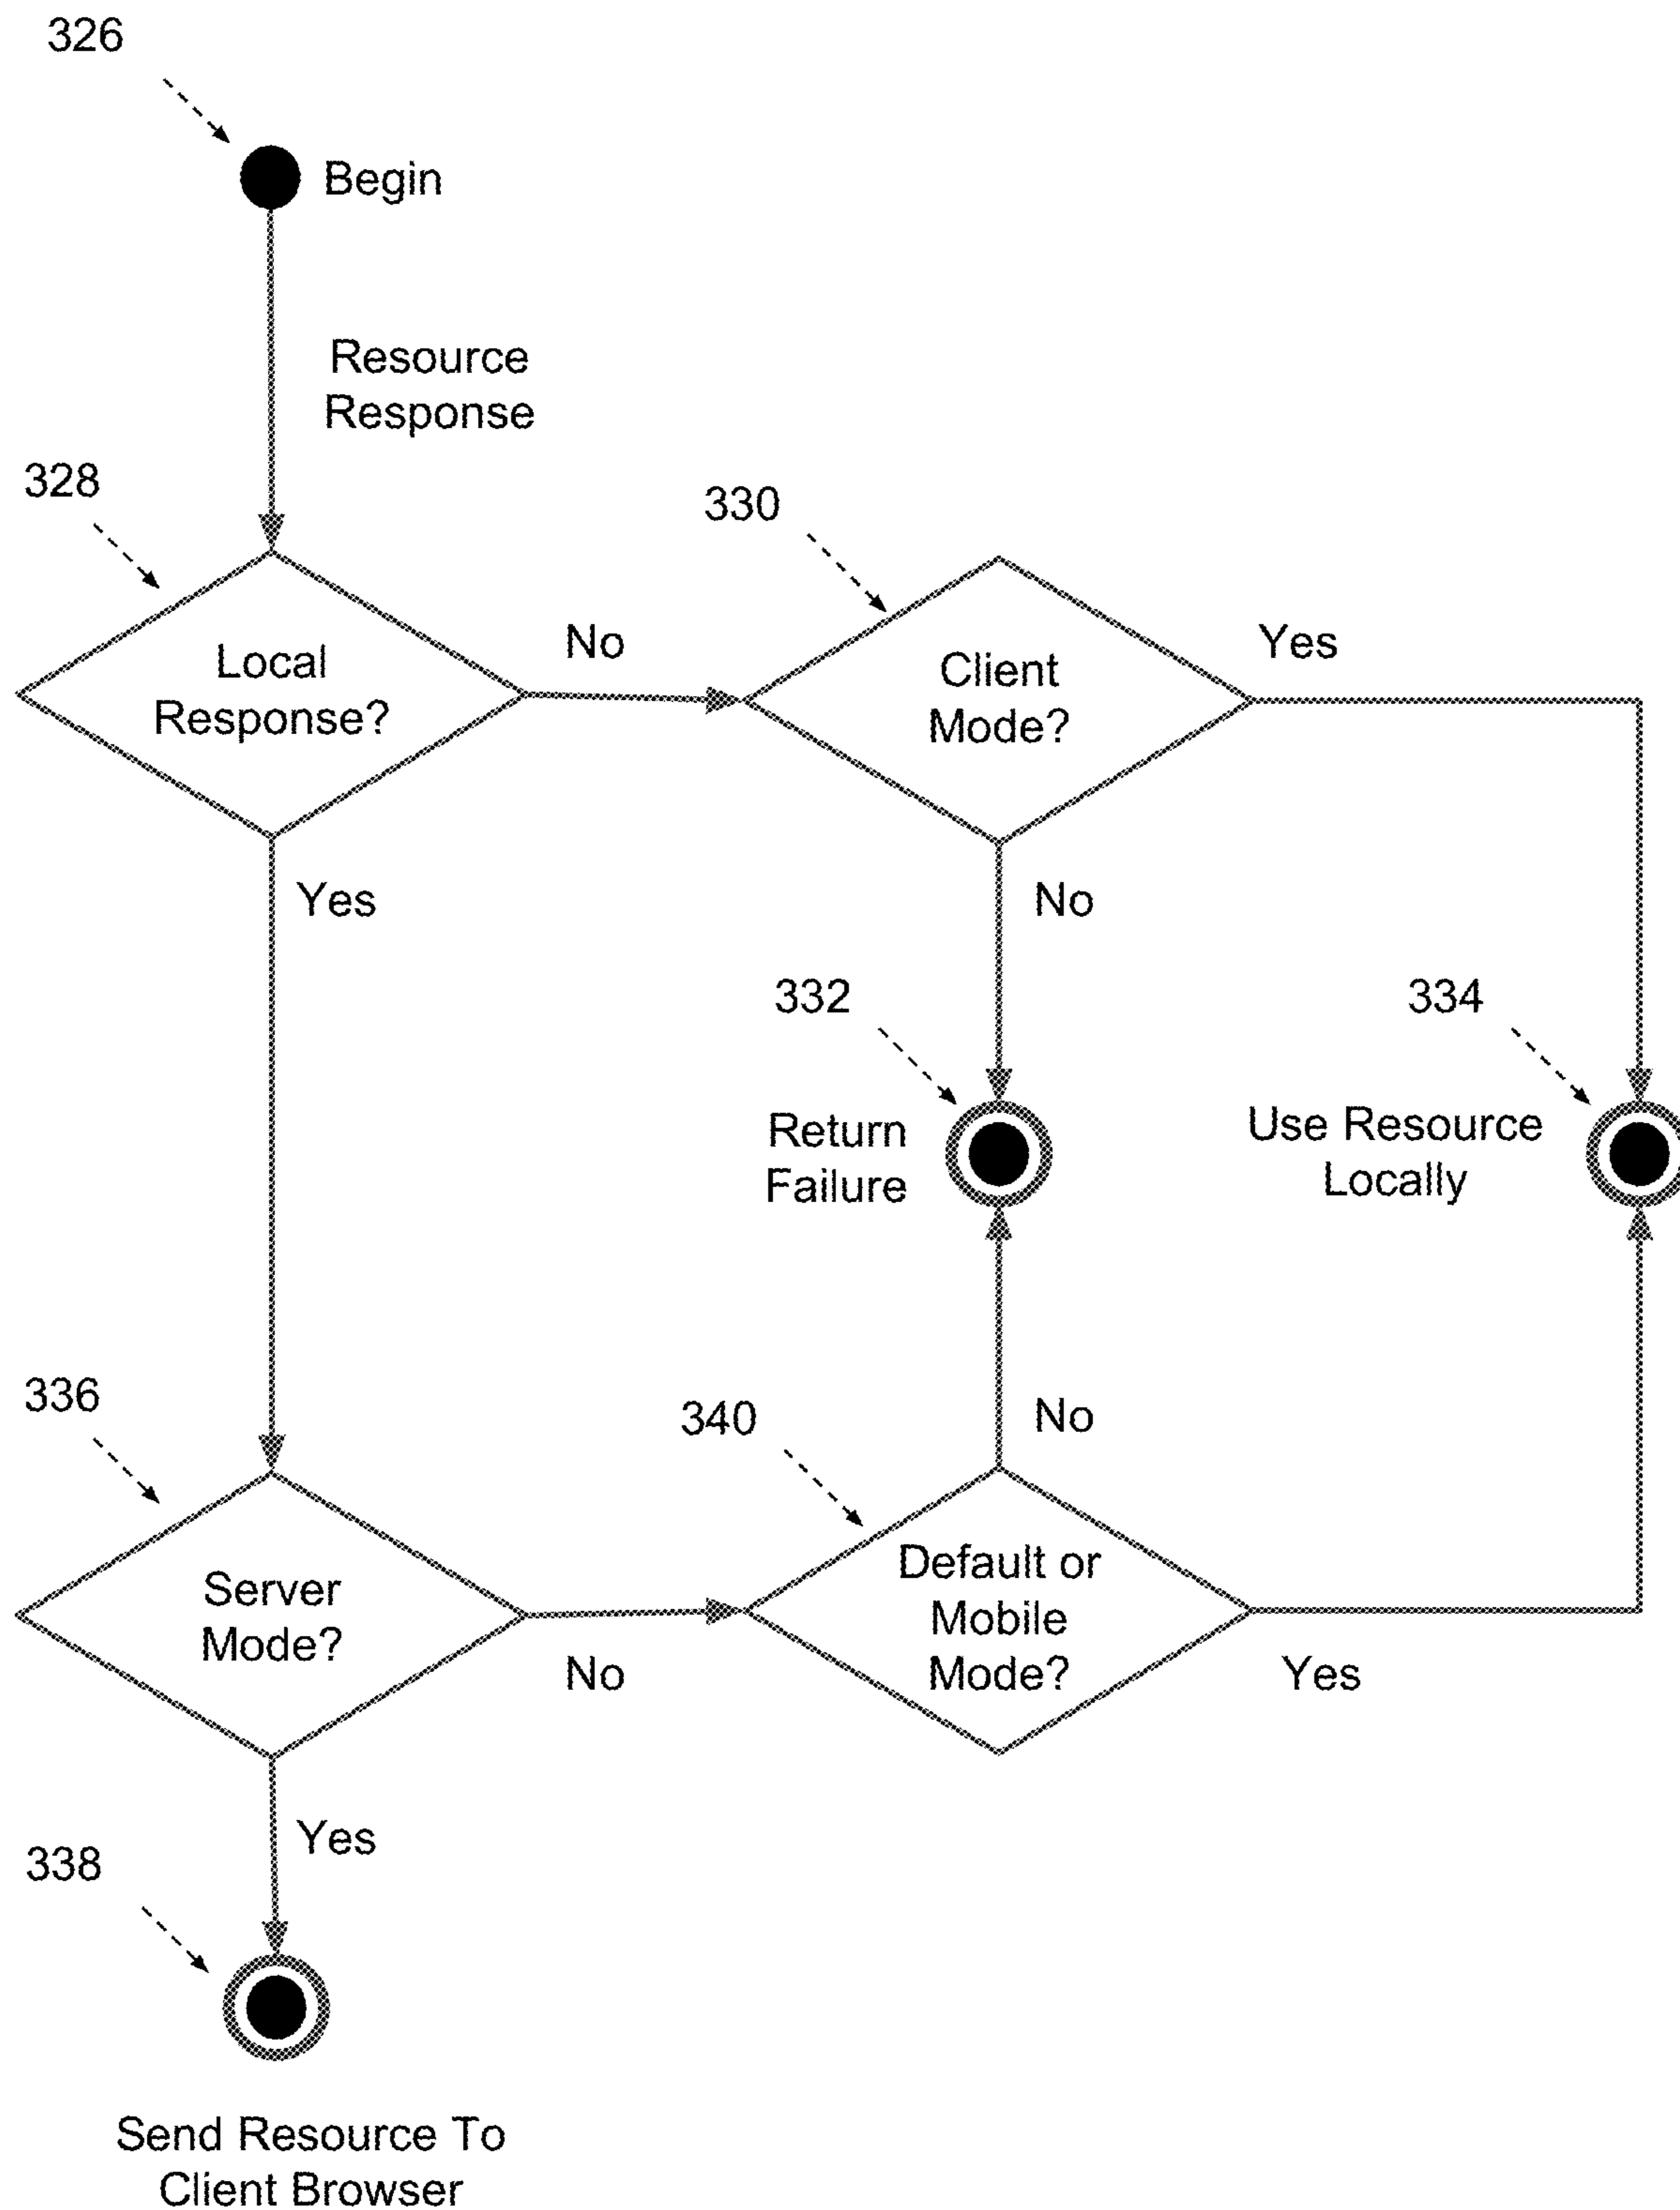 326
Begin
Resource
Response
328
330
Local
Response?
No
Client
Mode?
Yes
Yes
No
332
334
Return
Failure
Use Resource
Locally
336
340
No
Server
Mode?
No
Default or
Mobile
Mode?
Yes
Yes
338
Send Resource To
Client Browser